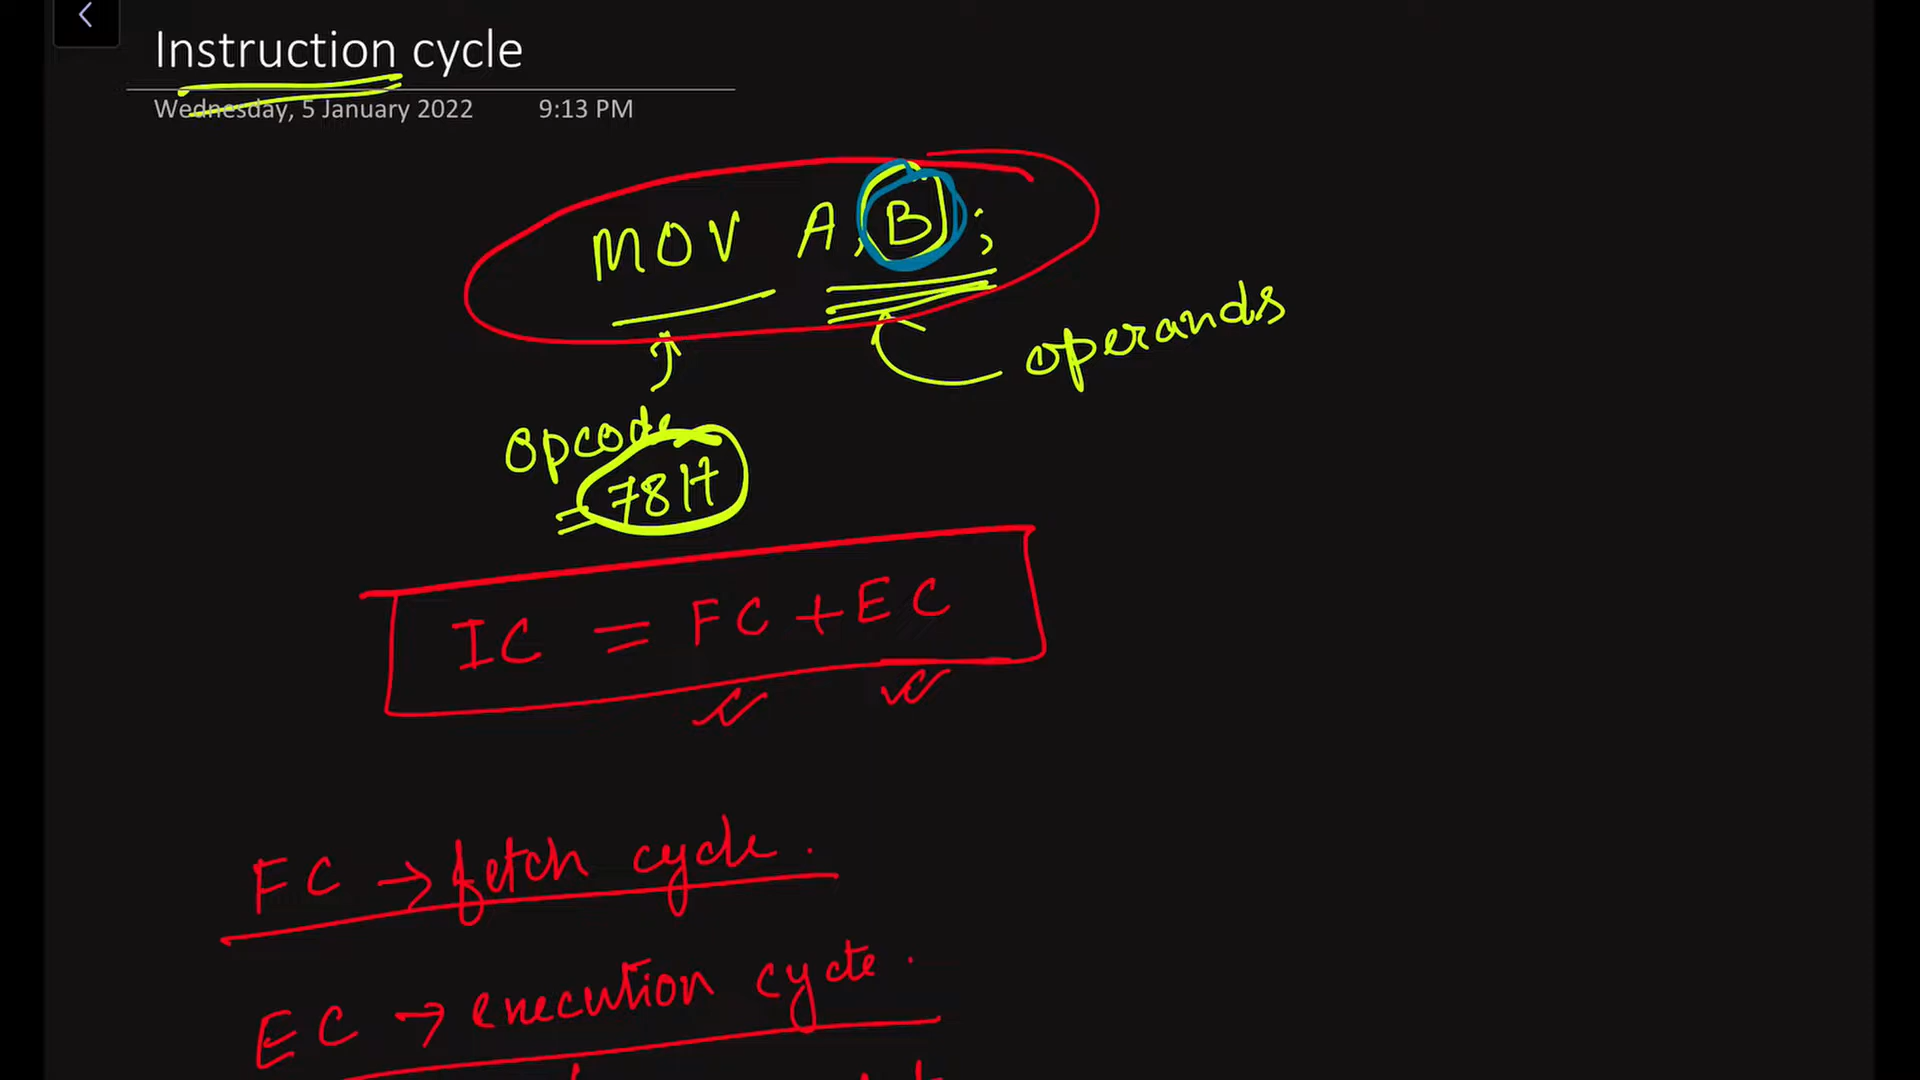 Instruction cycle
Wednesday, 5 January 2022 9:13 PM
MOV A, B ;
operands
opcode
= 78H
IC = FC + EC
FC → fetch cycle.
EC → execution cycle.